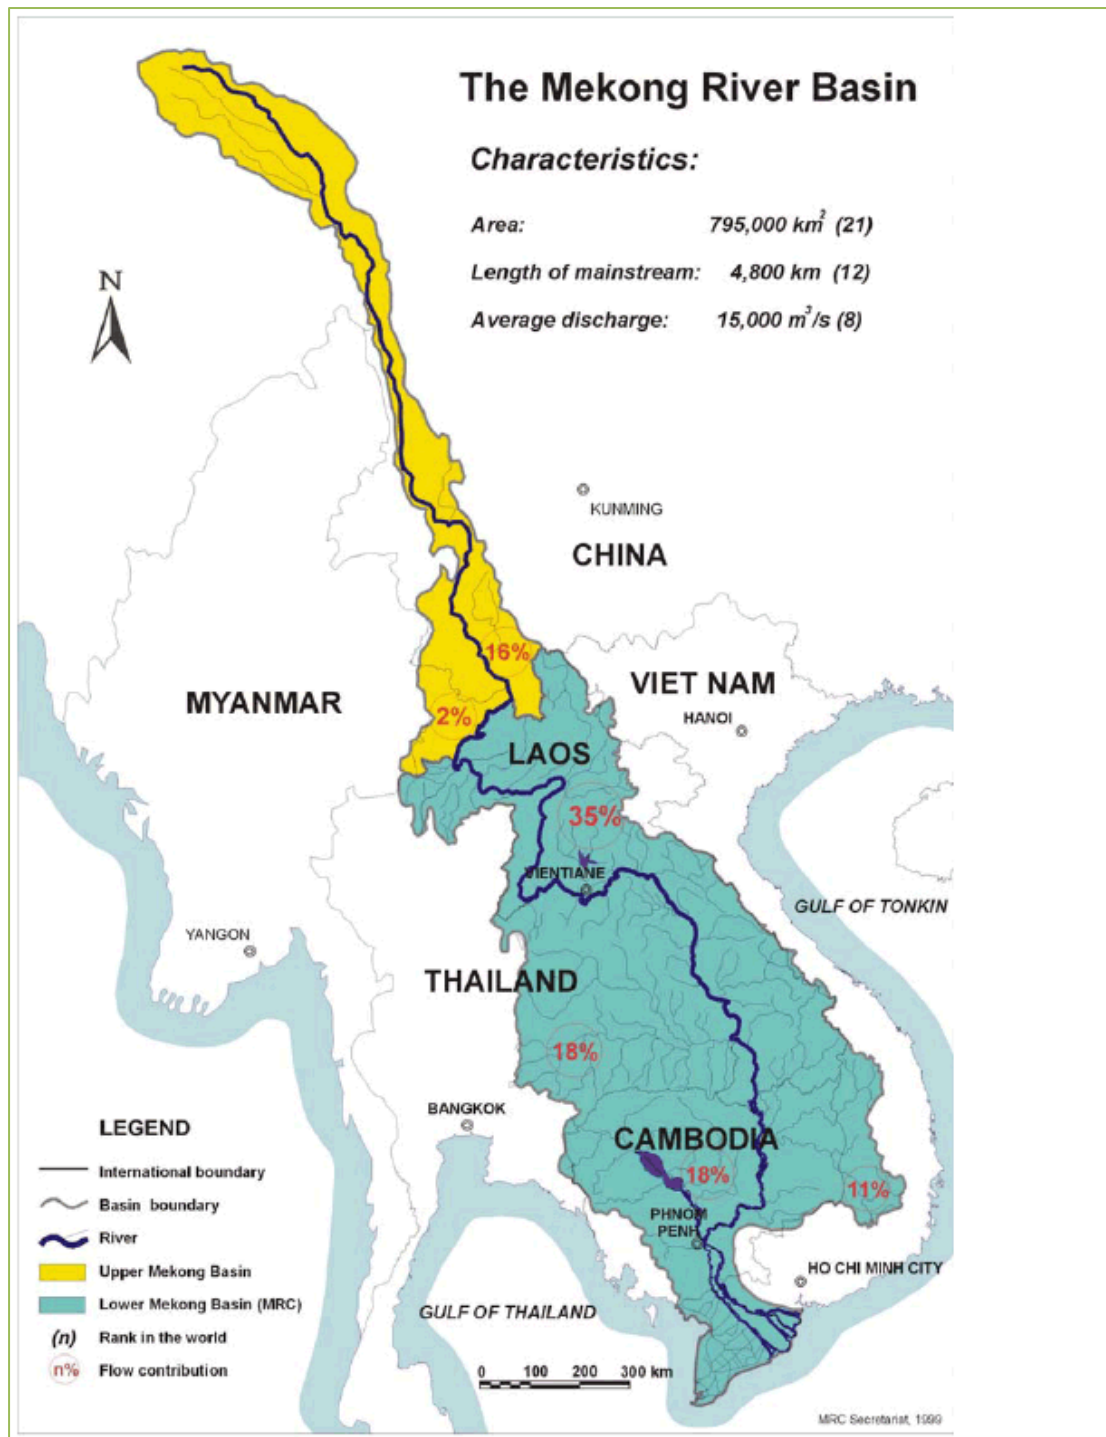 The Mekong River Basin
Characteristics:
Area: 795,000 km² (21)
Length of mainstream: 4,800 km (12)
Average discharge: 15,000 m³/s (8)
N
KUNMING
CHINA
16%
VIET NAM
MYANMAR
2%
HANOI
LAOS
35%
VIENTIANE
GULF OF TONKIN
YANGON
THAILAND
18%
BANGKOK
CAMBODIA
18%
11%
PHNOM
PENH
HO CHI MINH CITY
GULF OF THAILAND
LEGEND
International boundary
Basin boundary
River
Upper Mekong Basin
Lower Mekong Basin (MRC)
(n) Rank in the world
n% Flow contribution
0 100 200 300 km
MRC Secretariat, 1999